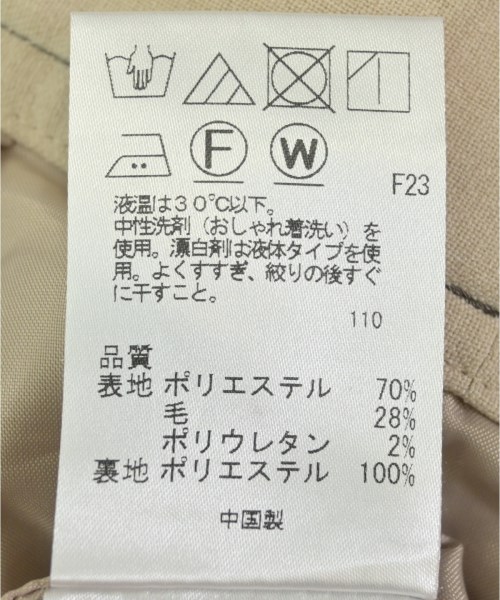 F W
F23
液温は30℃以下。
中性洗剤（おしゃれ着洗い）を
使用。漂白剤は液体タイプを使
用。よくすすぎ、絞りの後すぐ
に干すこと。
110
品質
表地 ポリエステル 70%
毛 28%
ポリウレタン 2%
裏地 ポリエステル 100%
中国製